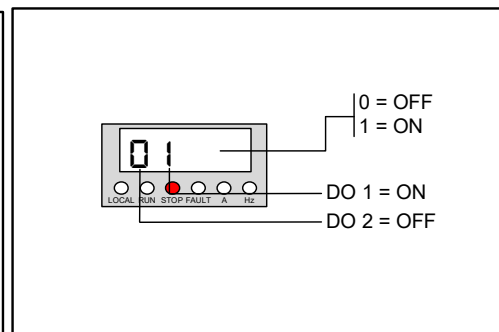 0 = OFF
1 = ON
01
LOCAL RUN STOP FAULT A Hz
DO 1 = ON
DO 2 = OFF